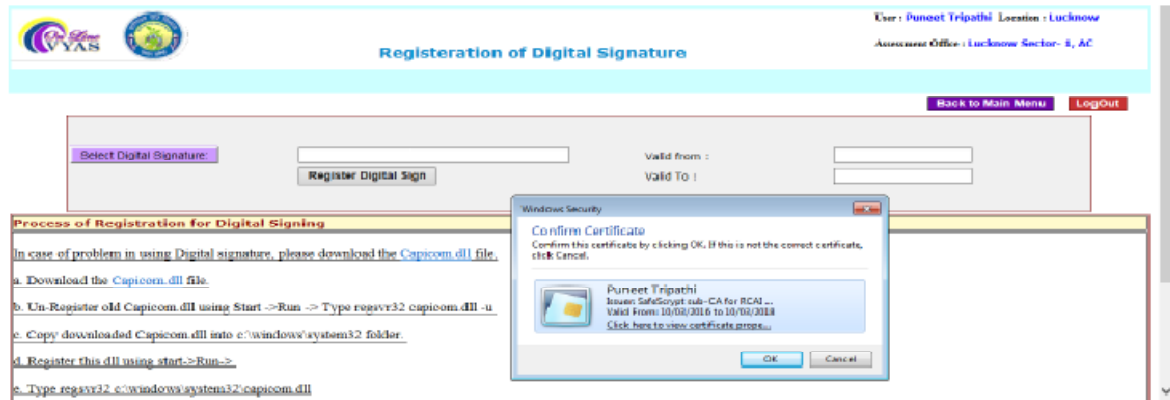 On Line
VYAS
Registeration of Digital Signature
User : Puneet Tripathi Location : Lucknow
Assessment Office : Lucknow Sector- ii, AC
Back to Main Menu LogOut
Select Digital Signature: Valid from :
Register Digital Sign Valid To :
Process of Registration for Digital Signing
In case of problem in using Digital signature, please download the Capicom.dll file.
a. Download the Capicom.dll file.
b. Un-Register old Capicom.dll using Start ->Run -> Type regsvr32 capicom.dll -u
c. Copy downloaded Capicom.dll into c:\windows\system32 folder.
d. Register this dll using start->Run->
e. Type regsvr32 c:\windows\system32\capicom.dll
Windows Security
Confirm Certificate
Confirm this certificate by clicking OK. If this is not the correct certificate,
click Cancel.
Puneet Tripathi
Issuer: SafeScrypt sub-CA for RCAI ...
Valid From: 10/03/2016 to 10/03/2018
Click here to view certificate prope...
OK Cancel